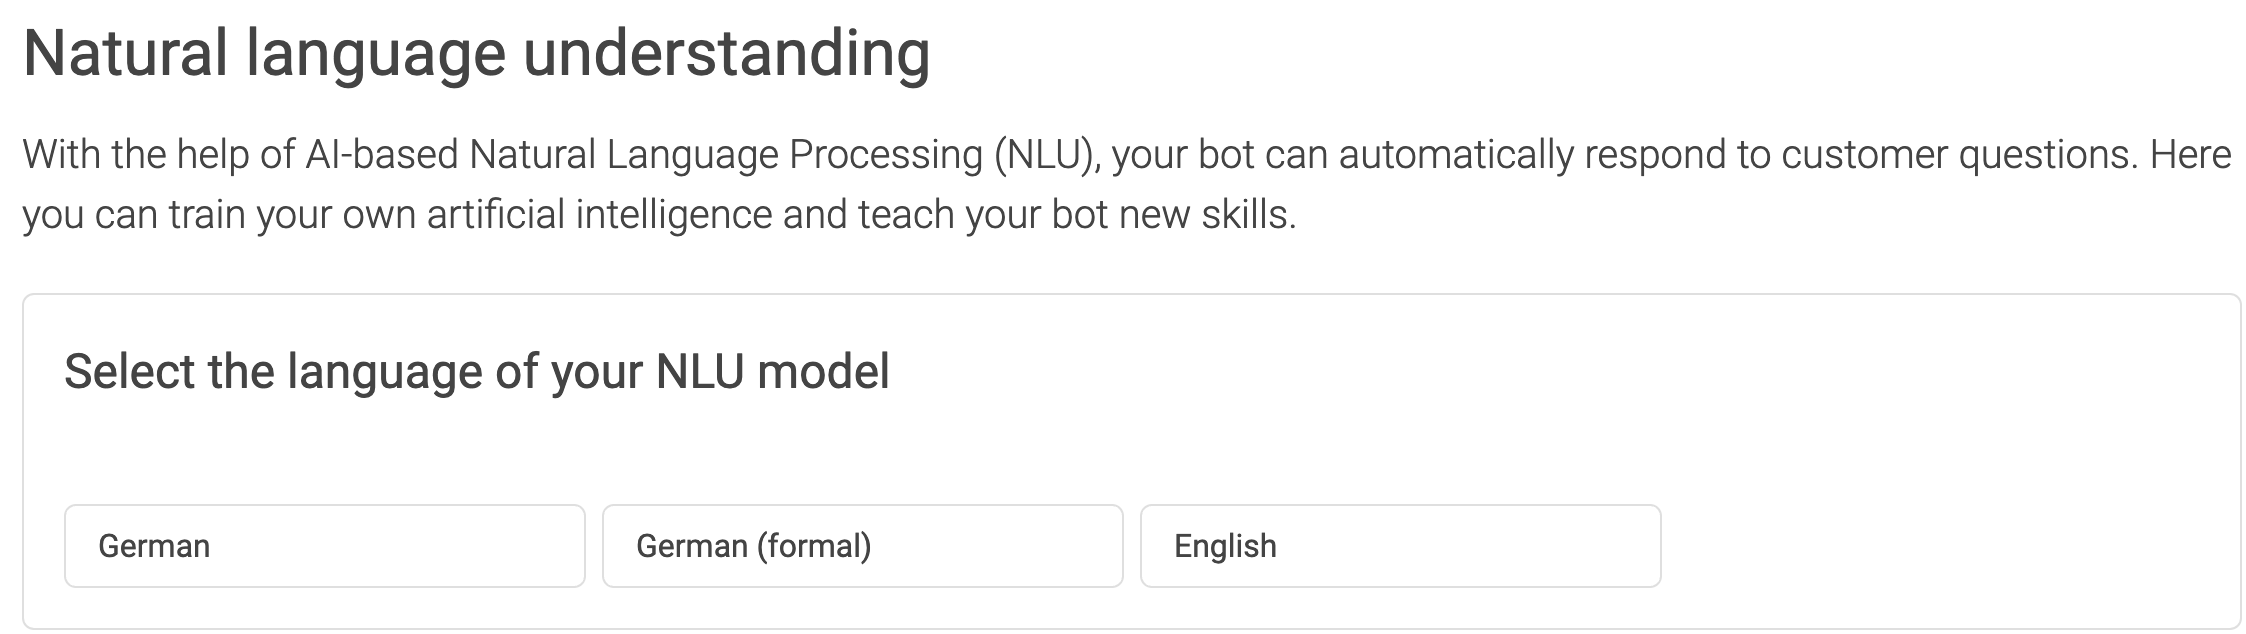 Natural language understanding
With the help of AI-based Natural Language Processing (NLU), your bot can automatically respond to customer questions. Here
you can train your own artificial intelligence and teach your bot new skills.
Select the language of your NLU model
German
German (formal)
English